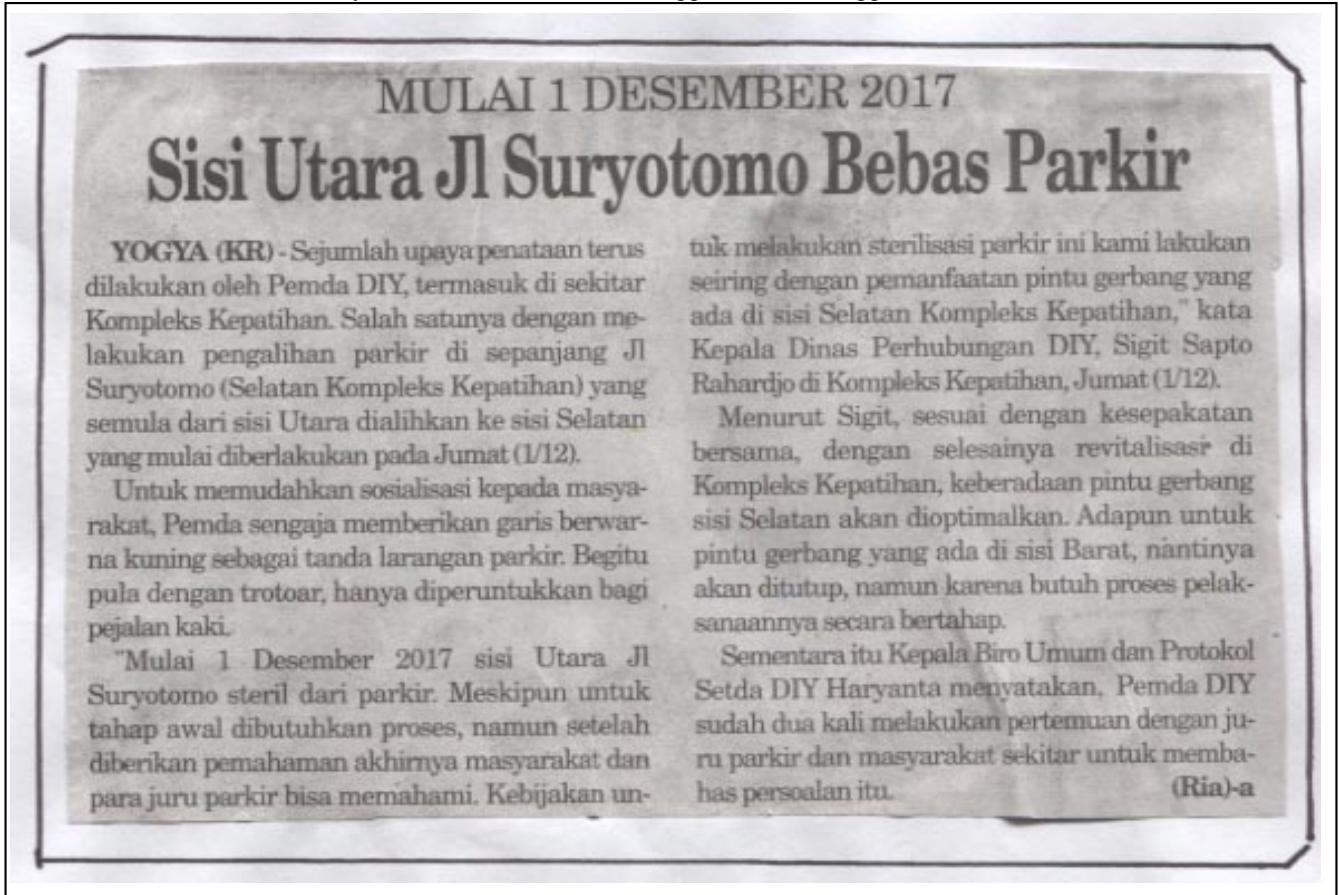 MULAI 1 DESEMBER 2017
Sisi Utara Jl Suryotomo Bebas Parkir
YOGYA (KR) - Sejumlah upaya penataan terus
dilakukan oleh Pemda DIY, termasuk di sekitar
Kompleks Kepatihan. Salah satunya dengan me-
lakukan pengalihan parkir di sepanjang Jl
Suryotomo (Selatan Kompleks Kepatihan) yang
semula dari sisi Utara dialihkan ke sisi Selatan
yang mulai diberlakukan pada Jumat (1/12).
Untuk memudahkan sosialisasi kepada masya-
rakat, Pemda sengaja memberikan garis berwar-
na kuning sebagai tanda larangan parkir. Begitu
pula dengan trotoar, hanya diperuntukkan bagi
pejalan kaki.
"Mulai 1 Desember 2017 sisi Utara Jl
Suryotomo steril dari parkir. Meskipun untuk
tahap awal dibutuhkan proses, namun setelah
diberikan pemahaman akhirnya masyarakat dan
para juru parkir bisa memahami. Kebijakan un-
tuk melakukan sterilisasi parkir ini kami lakukan
seiring dengan pemanfaatan pintu gerbang yang
ada di sisi Selatan Kompleks Kepatihan," kata
Kepala Dinas Perhubungan DIY, Sigit Sapto
Rahardjo di Kompleks Kepatihan, Jumat (1/12).
Menurut Sigit, sesuai dengan kesepakatan
bersama, dengan selesainya revitalisasi di
Kompleks Kepatihan, keberadaan pintu gerbang
sisi Selatan akan dioptimalkan. Adapun untuk
pintu gerbang yang ada di sisi Barat, nantinya
akan ditutup, namun karena butuh proses pelak-
sanaannya secara bertahap.
Sementara itu Kepala Biro Umum dan Protokol
Setda DIY Haryanta menyatakan, Pemda DIY
sudah dua kali melakukan pertemuan dengan ju-
ru parkir dan masyarakat sekitar untuk memba-
has persoalan itu. (Ria)-a